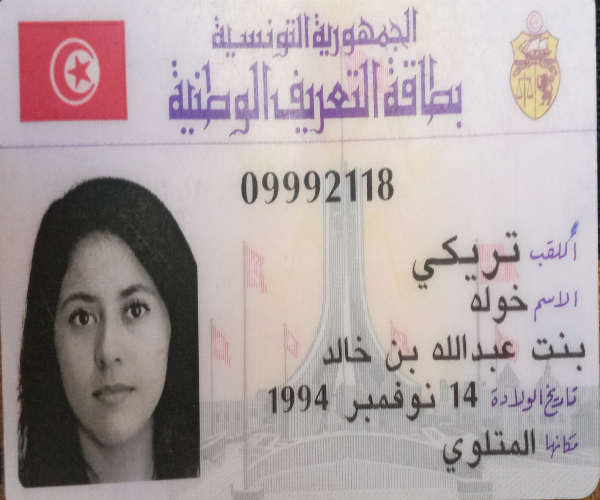 الجمهورية التونسية
بطاقة التعريف الوطنية
09992118
اللقب تريكي
الاسم خوله
بنت عبدالله بن خالد
تاريخ الولادة 14 نوفمبر 1994
مكانها المتلوي